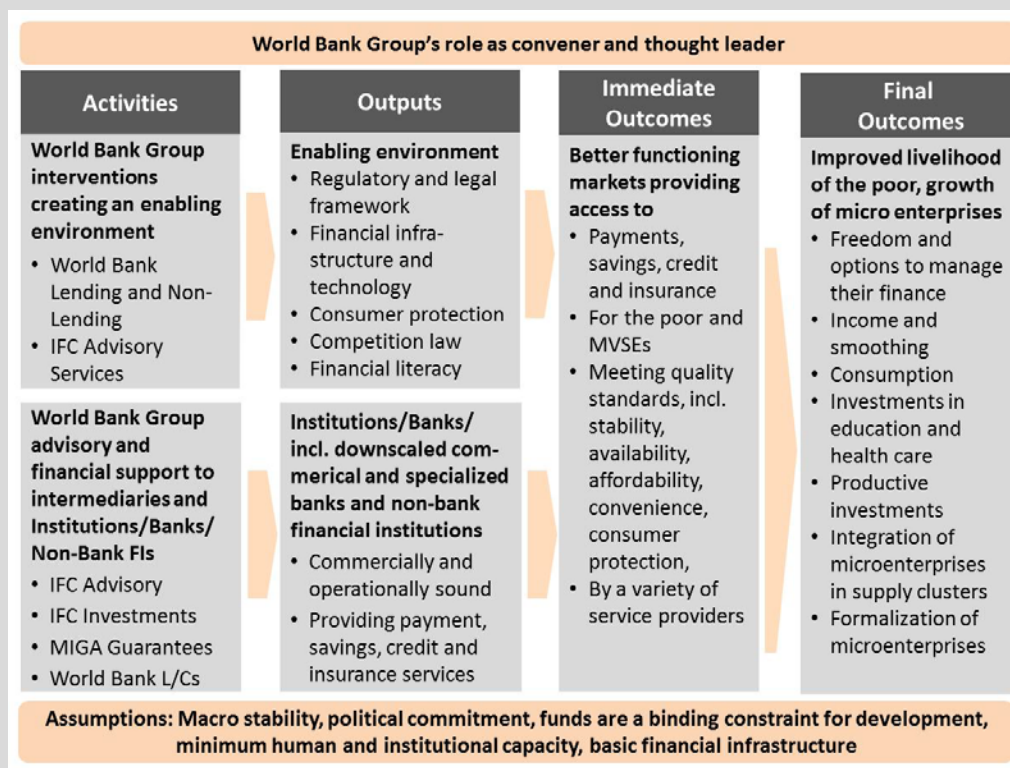 World Bank Group's role as convener and thought leader
Activities
World Bank Group
interventions
creating an enabling
environment
• World Bank
Lending and Non-
Lending
• IFC Advisory
Services
World Bank Group
advisory and
financial support to
intermediaries and
Institutions/Banks/
Non-Bank FIs
• IFC Advisory
• IFC Investments
• MIGA Guarantees
• World Bank L/Cs
Outputs
Enabling environment
• Regulatory and legal
framework
• Financial infra-
structure and
technology
• Consumer protection
• Competition law
• Financial literacy
Institutions/Banks/
incl. downscaled com-
merical and specialized
banks and non-bank
financial institutions
• Commercially and
operationally sound
• Providing payment,
savings, credit and
insurance services
Immediate
Outcomes
Better functioning
markets providing
access to
• Payments,
savings, credit
and insurance
• For the poor and
MVSEs
• Meeting quality
standards, incl.
stability,
availability,
affordability,
convenience,
consumer
protection,
• By a variety of
service providers
Final
Outcomes
Improved livelihood
of the poor, growth
of micro enterprises
• Freedom and
options to manage
their finance
• Income and
smoothing
• Consumption
• Investments in
education and
health care
• Productive
investments
• Integration of
microenterprises
in supply clusters
• Formalization of
microenterprises
Assumptions: Macro stability, political commitment, funds are a binding constraint for development,
minimum human and institutional capacity, basic financial infrastructure